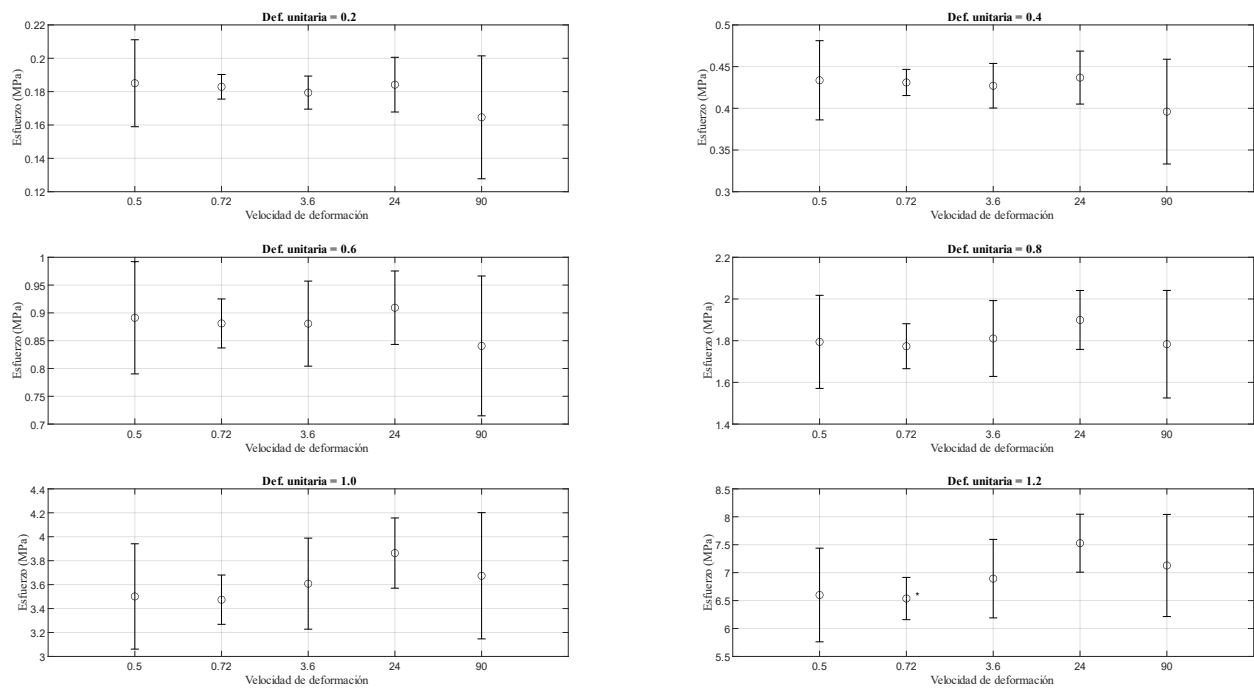 Def. unitaria = 0.2
0.22
0.2
0.18
0.16
0.14
0.12
Esfuerzo (MPa)
0.5 0.72 3.6 24 90
Velocidad de deformación
Def. unitaria = 0.4
0.5
0.45
0.4
0.35
0.3
Esfuerzo (MPa)
0.5 0.72 3.6 24 90
Velocidad de deformación
Def. unitaria = 0.6
1
0.95
0.9
0.85
0.8
0.75
0.7
Esfuerzo (MPa)
0.5 0.72 3.6 24 90
Velocidad de deformación
Def. unitaria = 0.8
2.2
2
1.8
1.6
1.4
Esfuerzo (MPa)
0.5 0.72 3.6 24 90
Velocidad de deformación
Def. unitaria = 1.0
4.4
4.2
4
3.8
3.6
3.4
3.2
3
Esfuerzo (MPa)
0.5 0.72 3.6 24 90
Velocidad de deformación
Def. unitaria = 1.2
8.5
8
7.5
7
6.5
6
5.5
Esfuerzo (MPa)
*
0.5 0.72 3.6 24 90
Velocidad de deformación